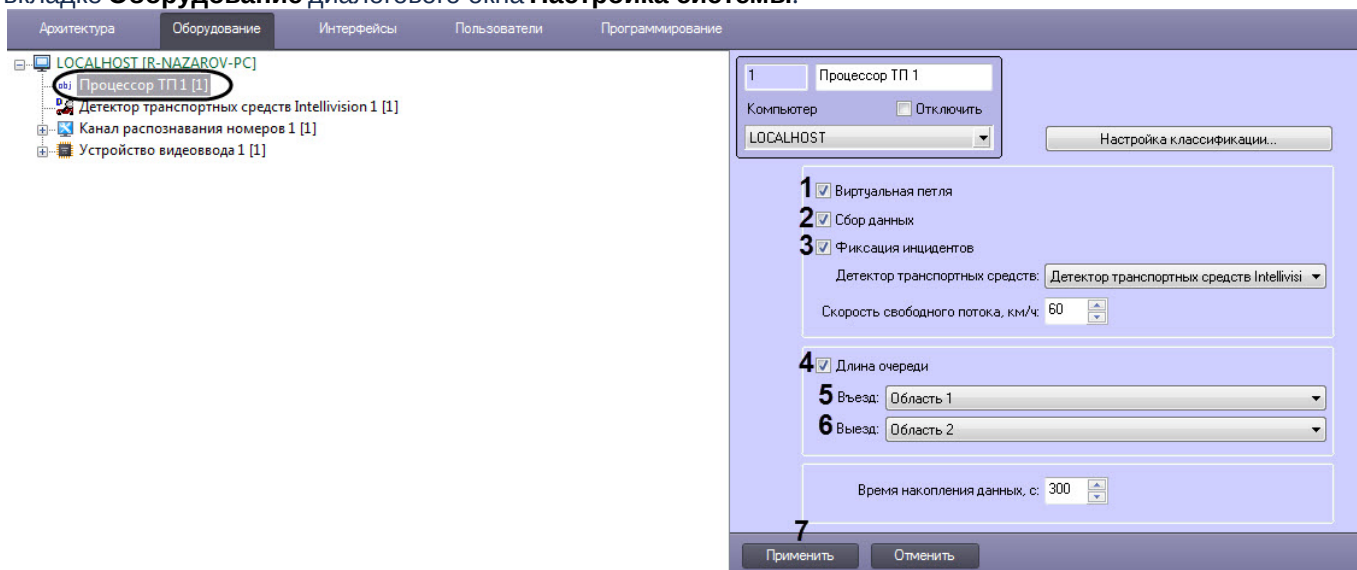 вкладке Оборудование диалогового окна Настройка системы.
Архитектура Оборудование Интерфейсы Пользователи Программирование
LOCALHOST [R-NAZAROV-PC]
obj Процессор ТП 1 [1]
Детектор транспортных средств Intellivision 1 [1]
Канал распознавания номеров 1 [1]
Устройство видеоввода 1 [1]
1 Процессор ТП 1
Компьютер Отключить
LOCALHOST
Настройка классификации...
1 Виртуальная петля
2 Сбор данных
3 Фиксация инцидентов
Детектор транспортных средств: Детектор транспортных средств Intellivisi
Скорость свободного потока, км/ч: 60
4 Длина очереди
5 Въезд: Область 1
6 Выезд: Область 2
Время накопления данных, с: 300
7
Применить Отменить